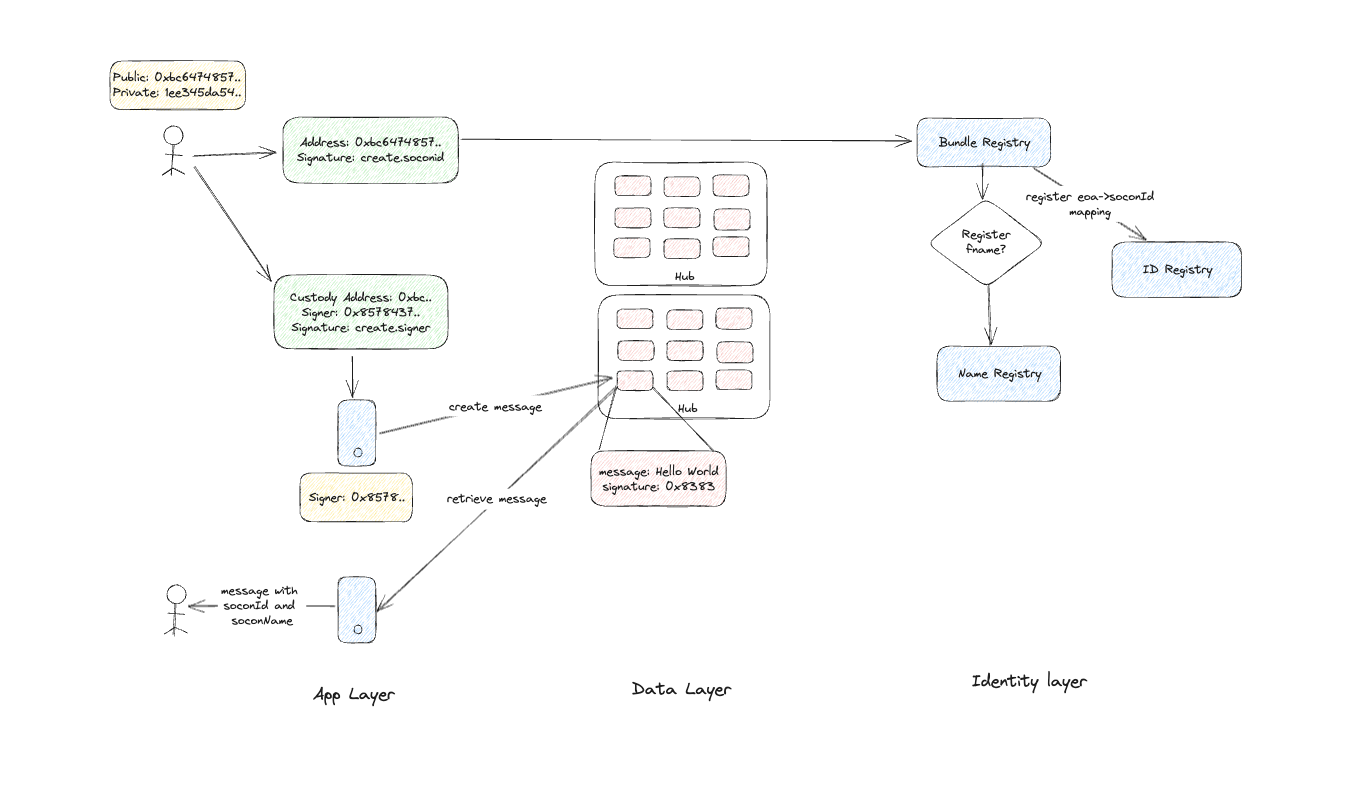 Public: 0xbc6474857..
Private: 1ee345da54..
Address: 0xbc6474857..
Signature: create.soconid
Bundle Registry
register eoa->soconId
mapping
Register
fname?
ID Registry
Name Registry
Hub
Hub
Custody Address: 0xbc..
Signer: 0x8578437..
Signature: create.signer
create message
message: Hello World
signature: 0x8383
Signer: 0x8578..
retrieve message
message with
soconId and
soconName
App Layer
Data Layer
Identity layer